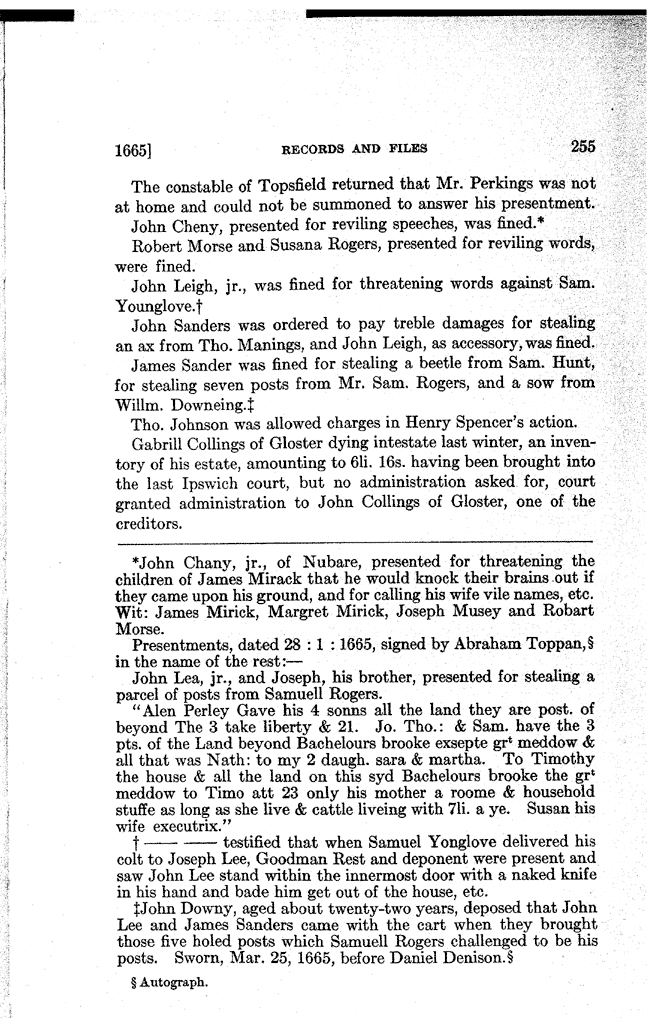 1665] RECORDS AND FILES 255
The constable of Topsfield returned that Mr. Perkings was not
at home and could not be summoned to answer his presentment.
John Cheny, presented for reviling speeches, was fined.*
Robert Morse and Susana Rogers, presented for reviling words,
were fined.
John Leigh, jr., was fined for threatening words against Sam.
Younglove.†
John Sanders was ordered to pay treble damages for stealing
an ax from Tho. Manings, and John Leigh, as accessory, was fined.
James Sander was fined for stealing a beetle from Sam. Hunt,
for stealing seven posts from Mr. Sam. Rogers, and a sow from
Willm. Downeing.‡
Tho. Johnson was allowed charges in Henry Spencer's action.
Gabrill Collings of Gloster dying intestate last winter, an inven-
tory of his estate, amounting to 6li. 16s. having been brought into
the last Ipswich court, but no administration asked for, court
granted administration to John Collings of Gloster, one of the
creditors.
*John Chany, jr., of Nubare, presented for threatening the
children of James Mirack that he would knock their brains out if
they came upon his ground, and for calling his wife vile names, etc.
Wit: James Mirick, Margret Mirick, Joseph Musey and Robart
Morse.
Presentments, dated 28 : 1 : 1665, signed by Abraham Toppan,§
in the name of the rest:—
John Lea, jr., and Joseph, his brother, presented for stealing a
parcel of posts from Samuell Rogers.
"Alen Perley Gave his 4 sonns all the land they are post. of
beyond The 3 take liberty & 21. Jo. Tho.: & Sam. have the 3
pts. of the Land beyond Bachelours brooke exsepte grᵗ meddow &
all that was Nath: to my 2 daugh. sara & martha. To Timothy
the house & all the land on this syd Bachelours brooke the grᵗ
meddow to Timo att 23 only his mother a roome & household
stuffe as long as she live & cattle liveing with 7li. a ye. Susan his
wife executrix."
† —— —— testified that when Samuel Yonglove delivered his
colt to Joseph Lee, Goodman Rest and deponent were present and
saw John Lee stand within the innermost door with a naked knife
in his hand and bade him get out of the house, etc.
‡John Downy, aged about twenty-two years, deposed that John
Lee and James Sanders came with the cart when they brought
those five holed posts which Samuell Rogers challenged to be his
posts. Sworn, Mar. 25, 1665, before Daniel Denison.§
§ Autograph.